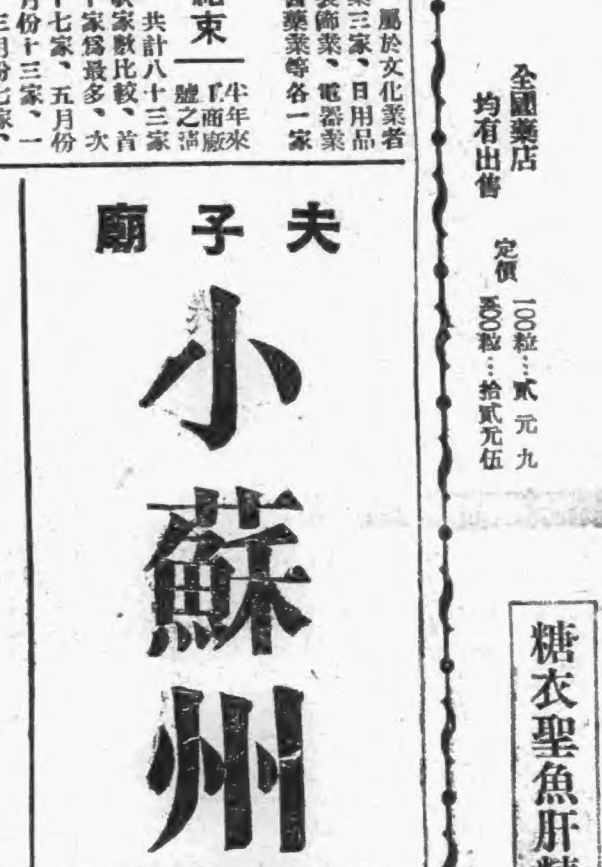 全國藥店
均有出售
定價
一00粒…貳元九
五00粒…拾貳元伍
糖衣聖魚肝
屬於文化業者
業三家、日用品
裝飾業、電器業
醫藥業等各一家
結束
半年來
工商廠
號之
共計八十三家
歇家數比較、首
家爲最多、次
十七家、五月份
月份十三家、一
三月份七家、
夫子廟
小蘇州